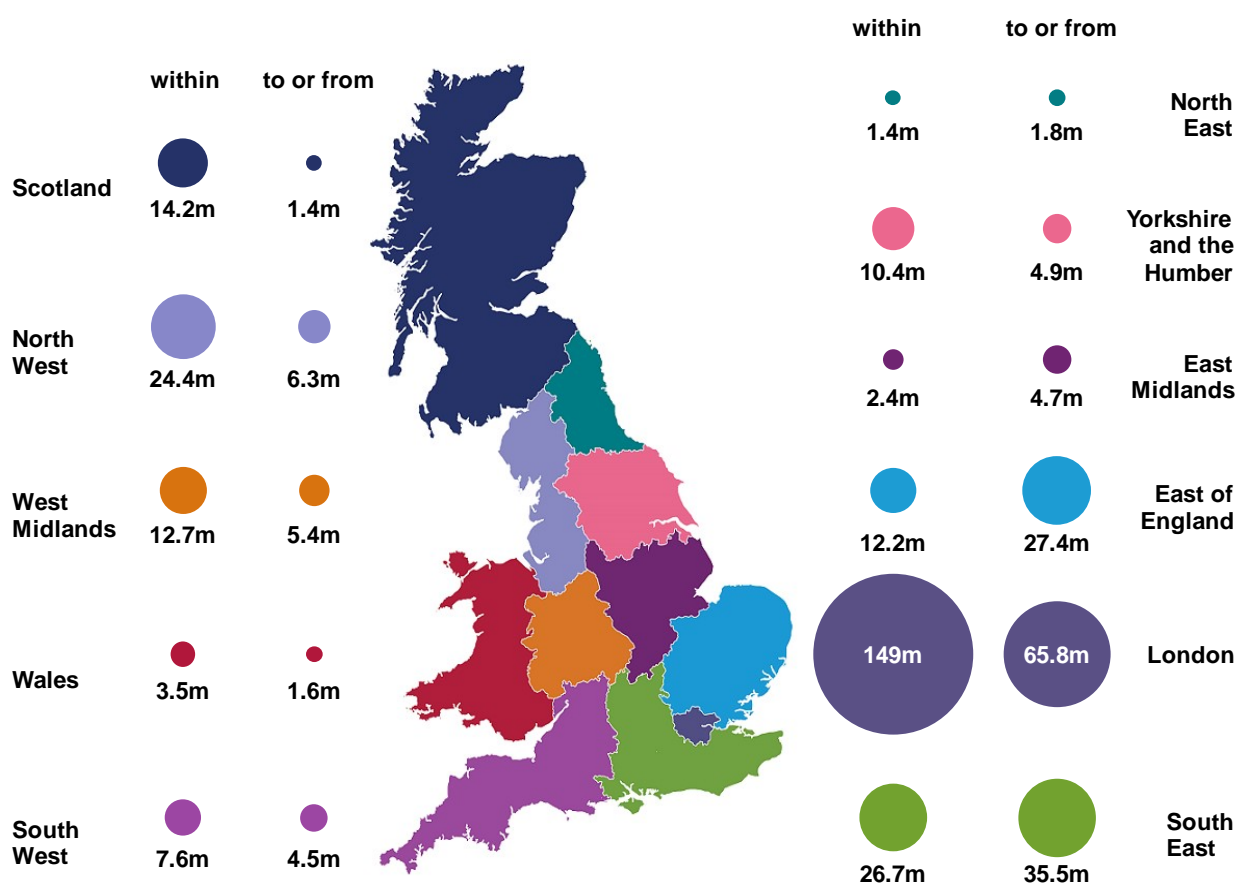 within
to or from
Scotland
14.2m
1.4m
North
West
24.4m
6.3m
West
Midlands
12.7m
5.4m
Wales
3.5m
1.6m
South
West
7.6m
4.5m
within
to or from
1.4m
1.8m
North
East
10.4m
4.9m
Yorkshire
and the
Humber
2.4m
4.7m
East
Midlands
12.2m
27.4m
East of
England
149m
65.8m
London
26.7m
35.5m
South
East